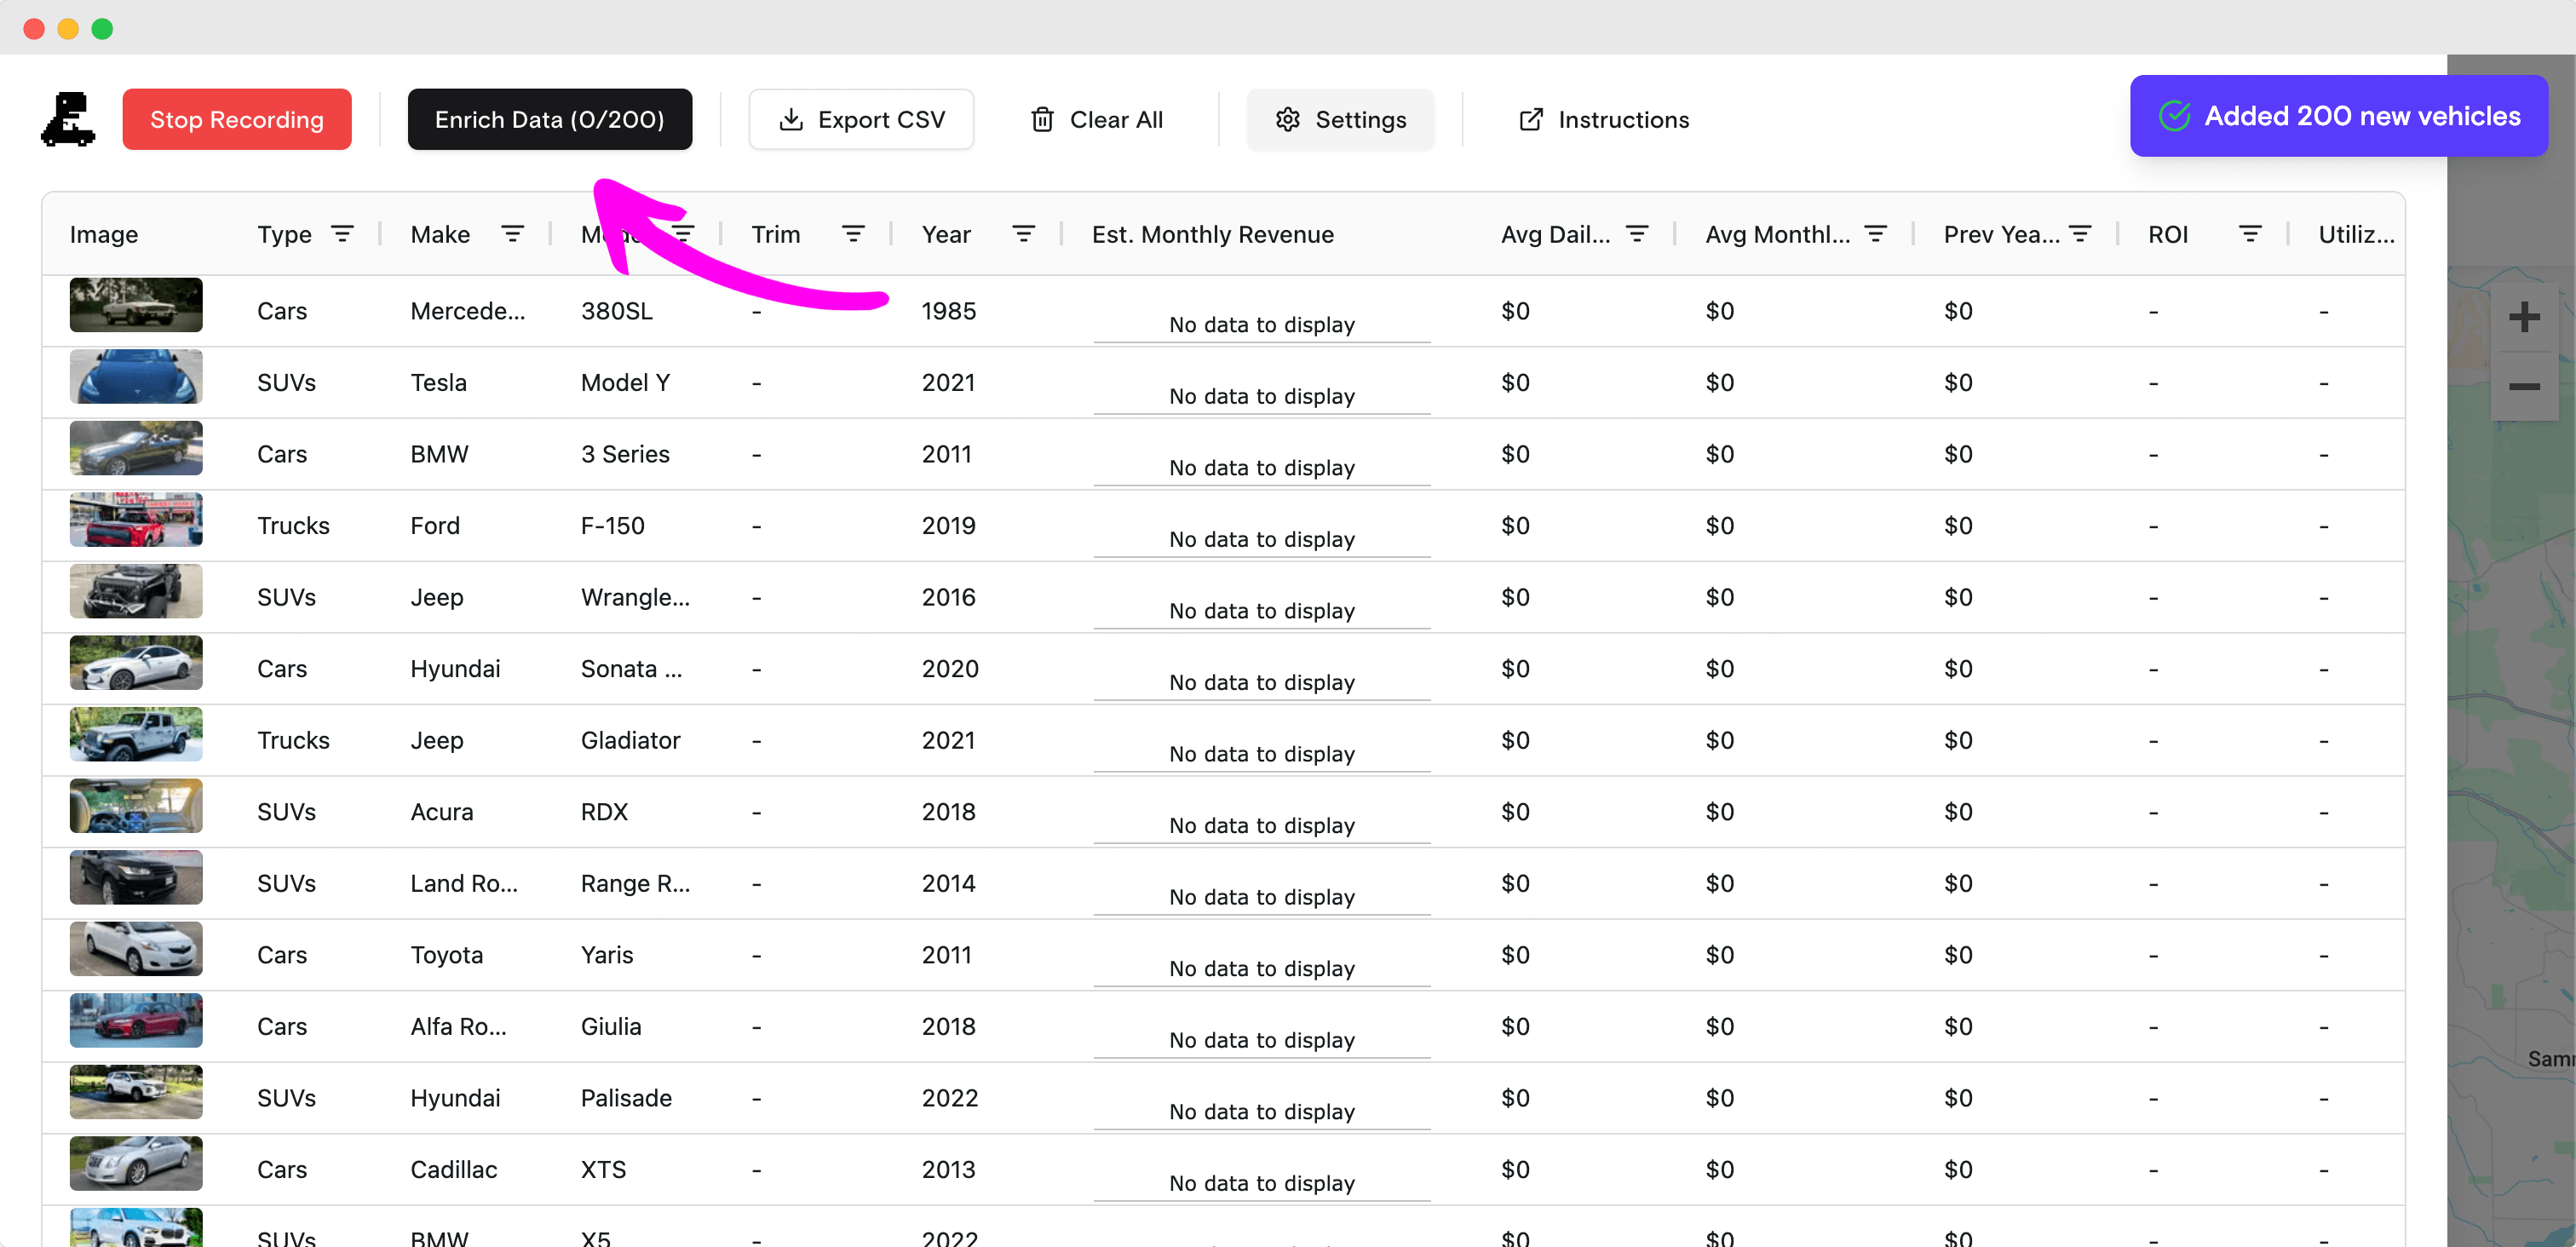 Stop Recording Enrich Data (0/200) Export CSV Clear All Settings Instructions Added 200 new vehicles
Image Type Make Trim Year Est. Monthly Revenue Avg Dail... Avg Monthl... Prev Yea... ROI Utiliz...
Cars Mercede... 380SL - 1985 No data to display $0 $0 $0 - -
SUVs Tesla Model Y - 2021 No data to display $0 $0 $0 - -
Cars BMW 3 Series - 2011 No data to display $0 $0 $0 - -
Trucks Ford F-150 - 2019 No data to display $0 $0 $0 - -
SUVs Jeep Wrangle... - 2016 No data to display $0 $0 $0 - -
Cars Hyundai Sonata ... - 2020 No data to display $0 $0 $0 - -
Trucks Jeep Gladiator - 2021 No data to display $0 $0 $0 - -
SUVs Acura RDX - 2018 No data to display $0 $0 $0 - -
SUVs Land Ro... Range R... - 2014 No data to display $0 $0 $0 - -
Cars Toyota Yaris - 2011 No data to display $0 $0 $0 - -
Cars Alfa Ro... Giulia - 2018 No data to display $0 $0 $0 - -
Samm
SUVs Hyundai Palisade - 2022 No data to display $0 $0 $0 - -
Cars Cadillac XTS - 2013 No data to display $0 $0 $0 - -
SUVs BMW X5 - 2022 $0 $0 $0 - -